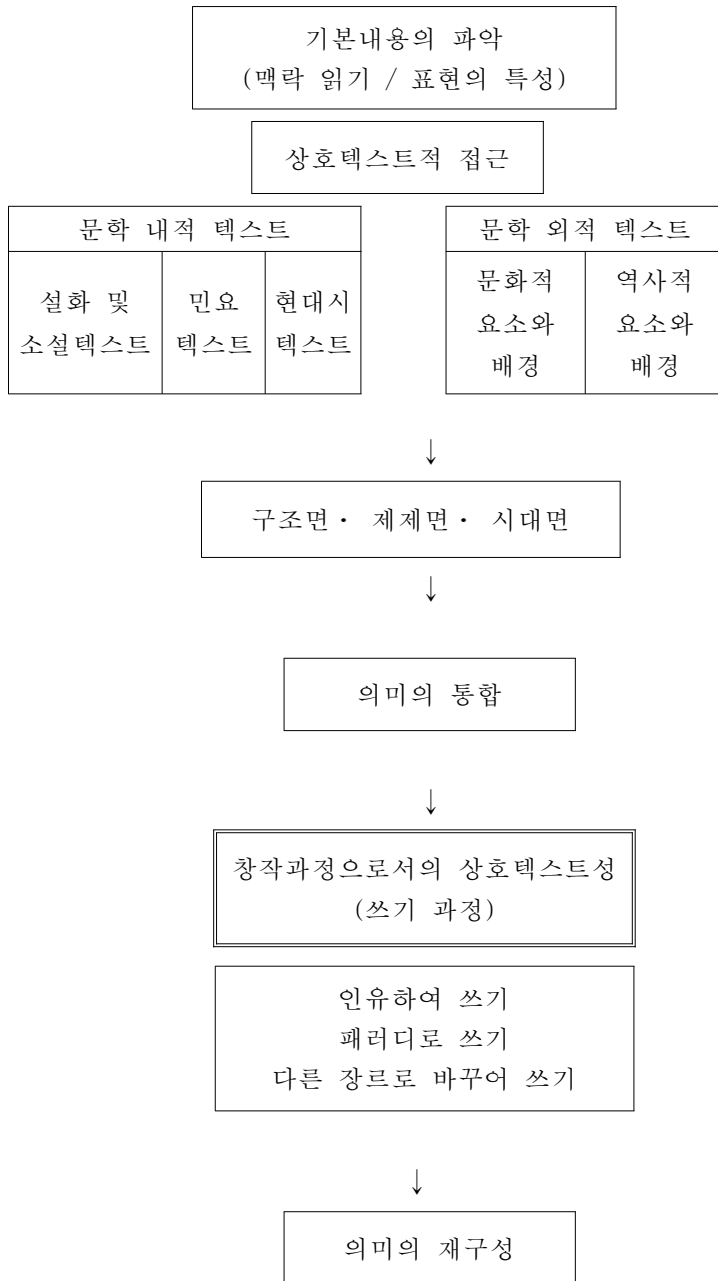 기본내용의 파악
(맥락 읽기 / 표현의 특성)
상호텍스트적 접근
문학 내적 텍스트
설화 및
소설텍스트
민요
텍스트
현대시
텍스트
문학 외적 텍스트
문화적
요소와
배경
역사적
요소와
배경
↓
구조면· 제제면· 시대면
↓
의미의 통합
↓
창작과정으로서의 상호텍스트성
(쓰기 과정)
인유하여 쓰기
패러디로 쓰기
다른 장르로 바꾸어 쓰기
↓
의미의 재구성